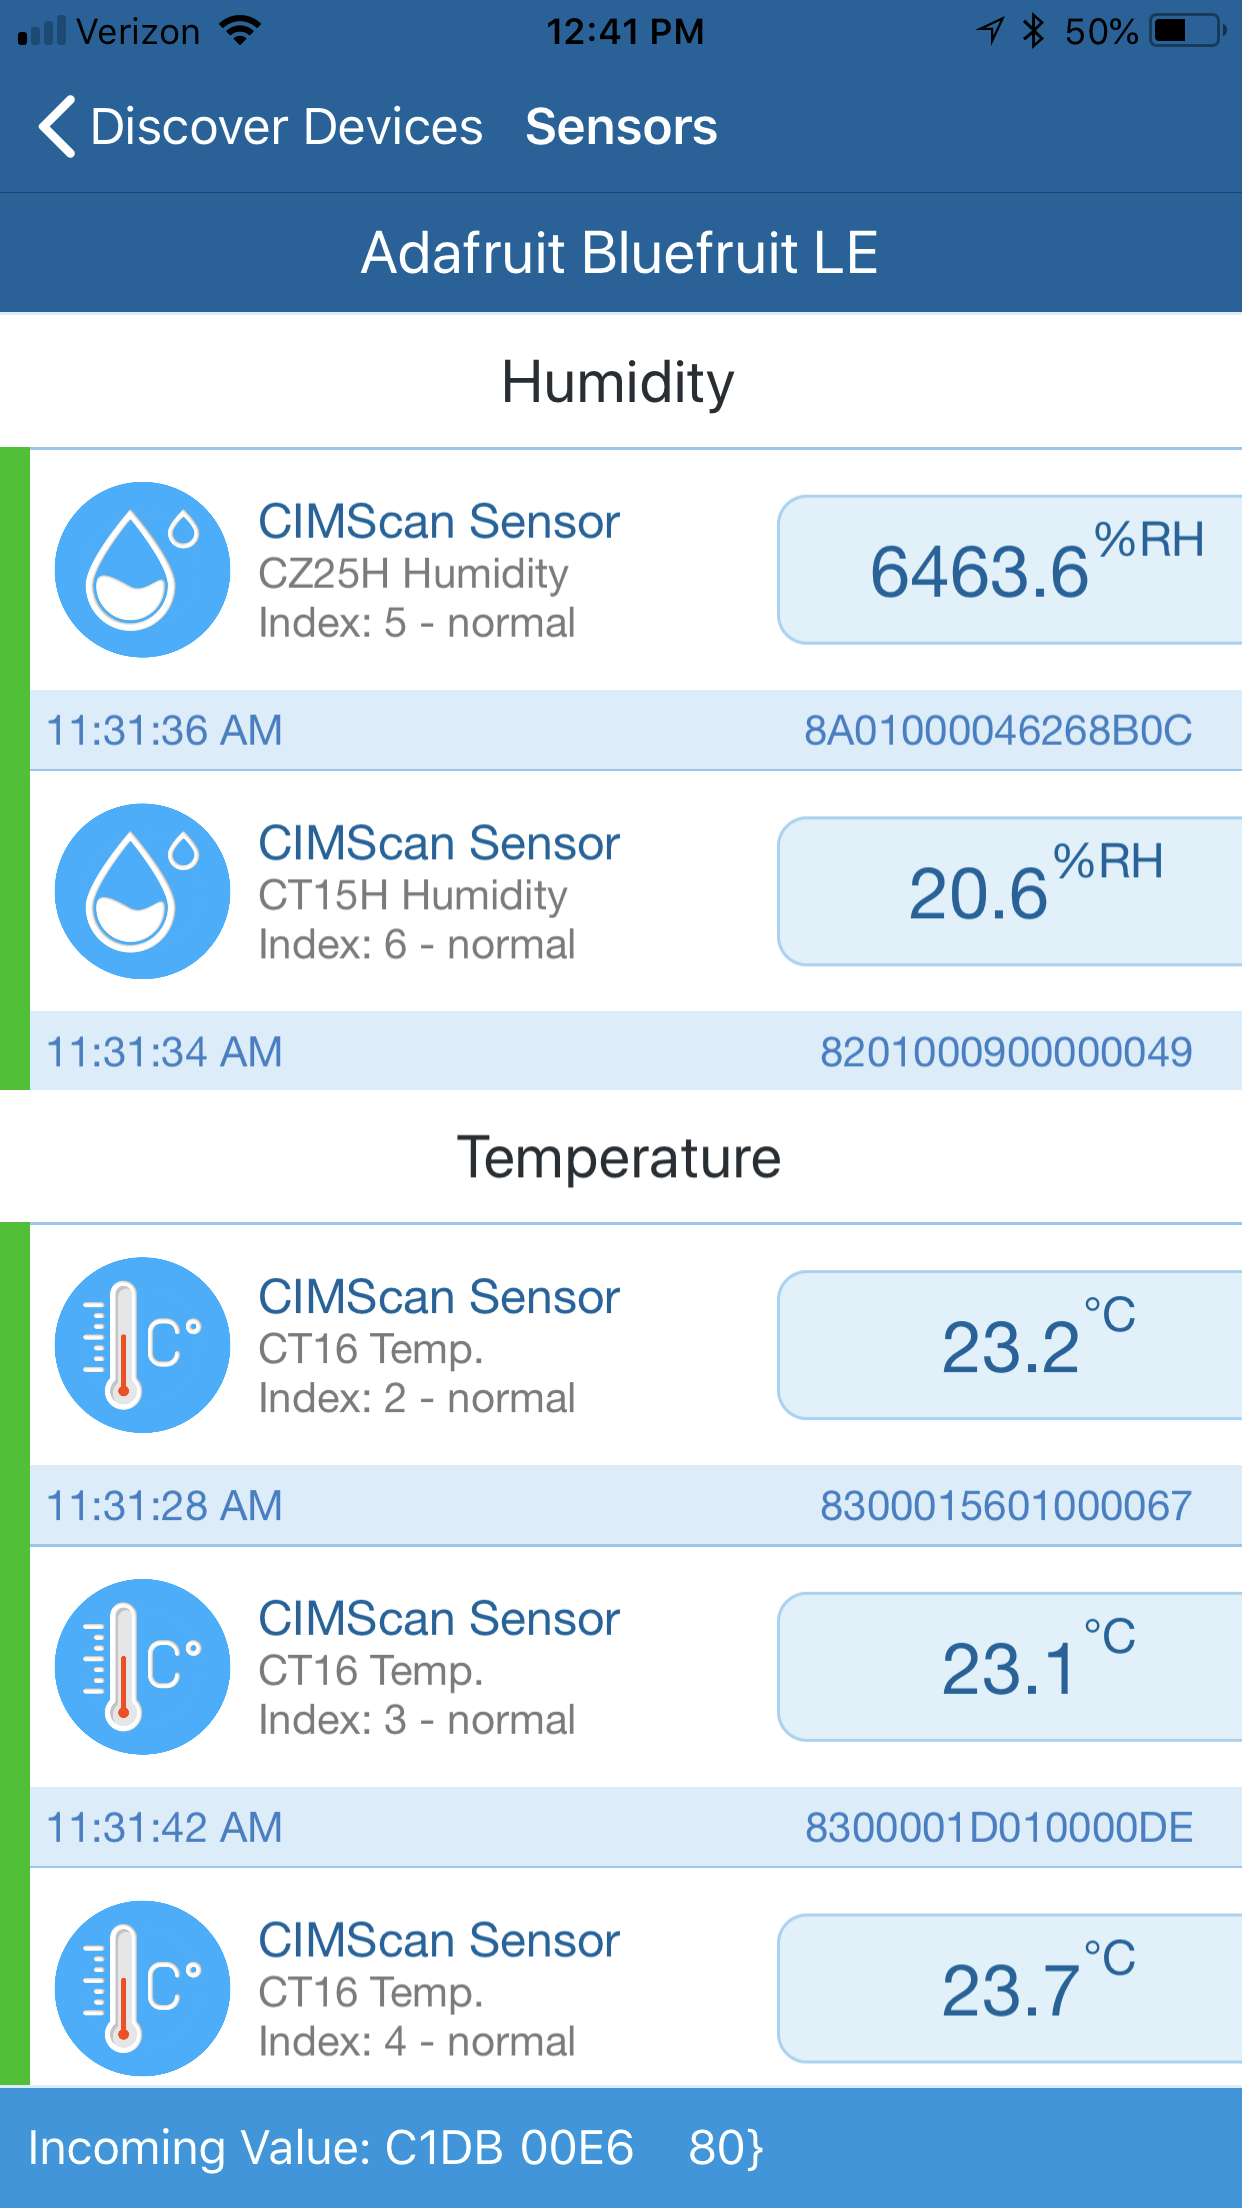 Verizon 12:41 PM 50%
Discover Devices Sensors
Adafruit Bluefruit LE
Humidity
CIMScan Sensor
CZ25H Humidity
Index: 5 - normal
6463.6 %RH
11:31:36 AM 8A01000046268B0C
CIMScan Sensor
CT15H Humidity
Index: 6 - normal
20.6 %RH
11:31:34 AM 8201000900000049
Temperature
C°
CIMScan Sensor
CT16 Temp.
Index: 2 - normal
23.2 °C
11:31:28 AM 8300015601000067
C°
CIMScan Sensor
CT16 Temp.
Index: 3 - normal
23.1 °C
11:31:42 AM 8300001D010000DE
C°
CIMScan Sensor
CT16 Temp.
Index: 4 - normal
23.7 °C
Incoming Value: C1DB 00E6 80}